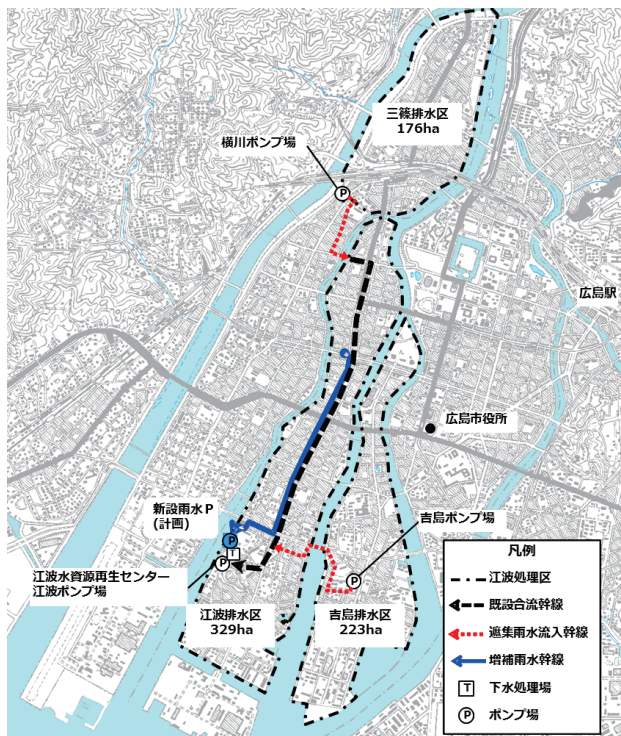 三篠排水区
176ha
横川ポンプ場
P
広島駅
広島市役所
新設雨水P
(計画)
吉島ポンプ場
P
T
P
P
江波水資源再生センター
江波ポンプ場
江波排水区
329ha
吉島排水区
223ha
凡例
江波処理区
既設合流幹線
遮集雨水流入幹線
増補雨水幹線
T 下水処理場
P ポンプ場